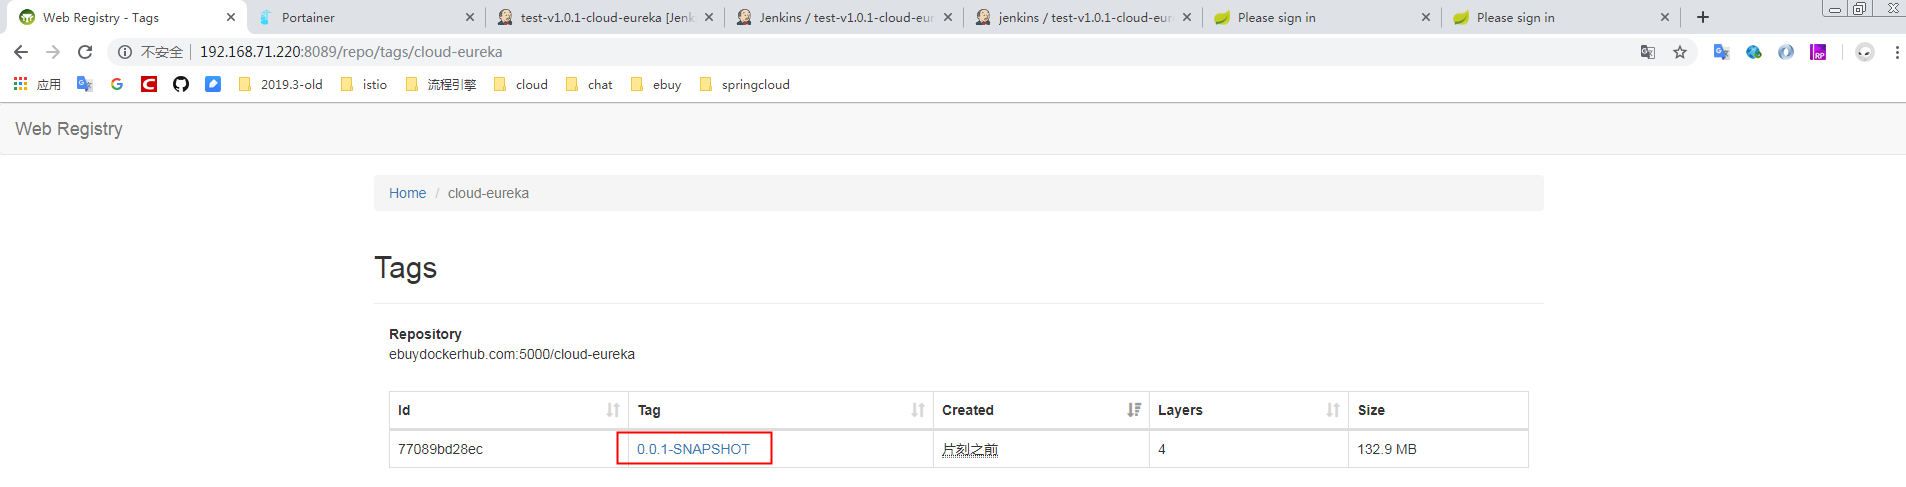 Web Registry - Tags
Portainer
test-v1.0.1-cloud-eureka [Jenk
Jenkins / test-v1.0.1-cloud-eur
jenkins / test-v1.0.1-cloud-eure
Please sign in
Please sign in
不安全 192.168.71.220:8089/repo/tags/cloud-eureka
应用 2019.3-old istio 流程引擎 cloud chat ebuy springcloud
Web Registry
Home / cloud-eureka
Tags
Repository
ebuydockerhub.com:5000/cloud-eureka
Id Tag Created Layers Size
77089bd28ec 0.0.1-SNAPSHOT 片刻之前 4 132.9 MB